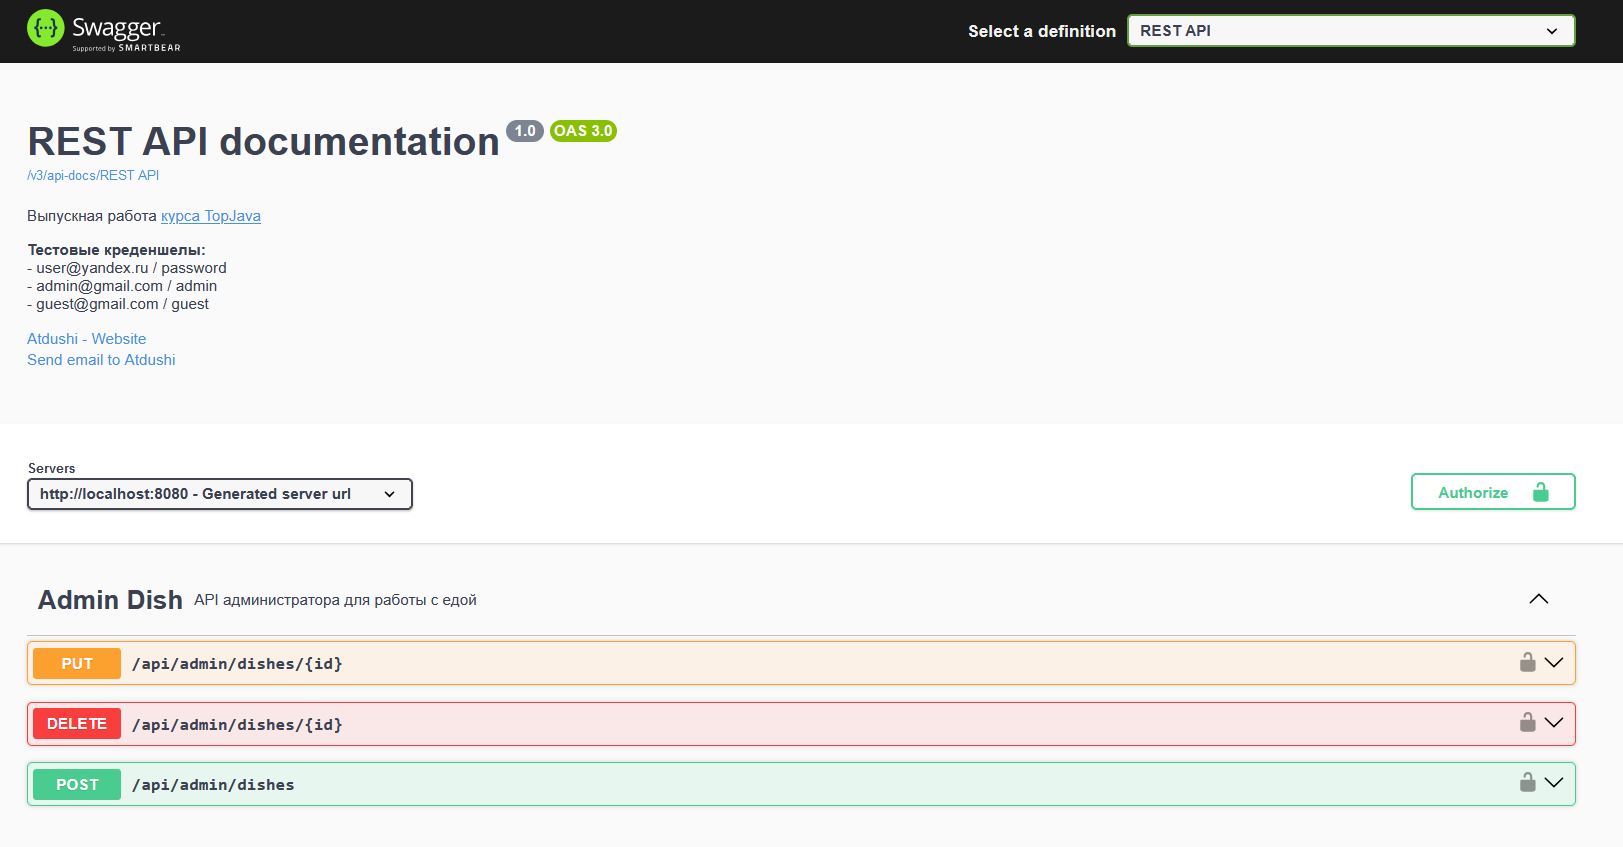 Swagger
Supported by SMARTBEAR
Select a definition
REST API
REST API documentation 1.0 OAS 3.0
/v3/api-docs/REST API
Выпускная работа курса TopJava
Тестовые креденшелы:
- user@yandex.ru / password
- admin@gmail.com / admin
- guest@gmail.com / guest
Atdushi - Website
Send email to Atdushi
Servers
http://localhost:8080 - Generated server url
Authorize
Admin Dish API администратора для работы с едой
PUT /api/admin/dishes/{id}
DELETE /api/admin/dishes/{id}
POST /api/admin/dishes